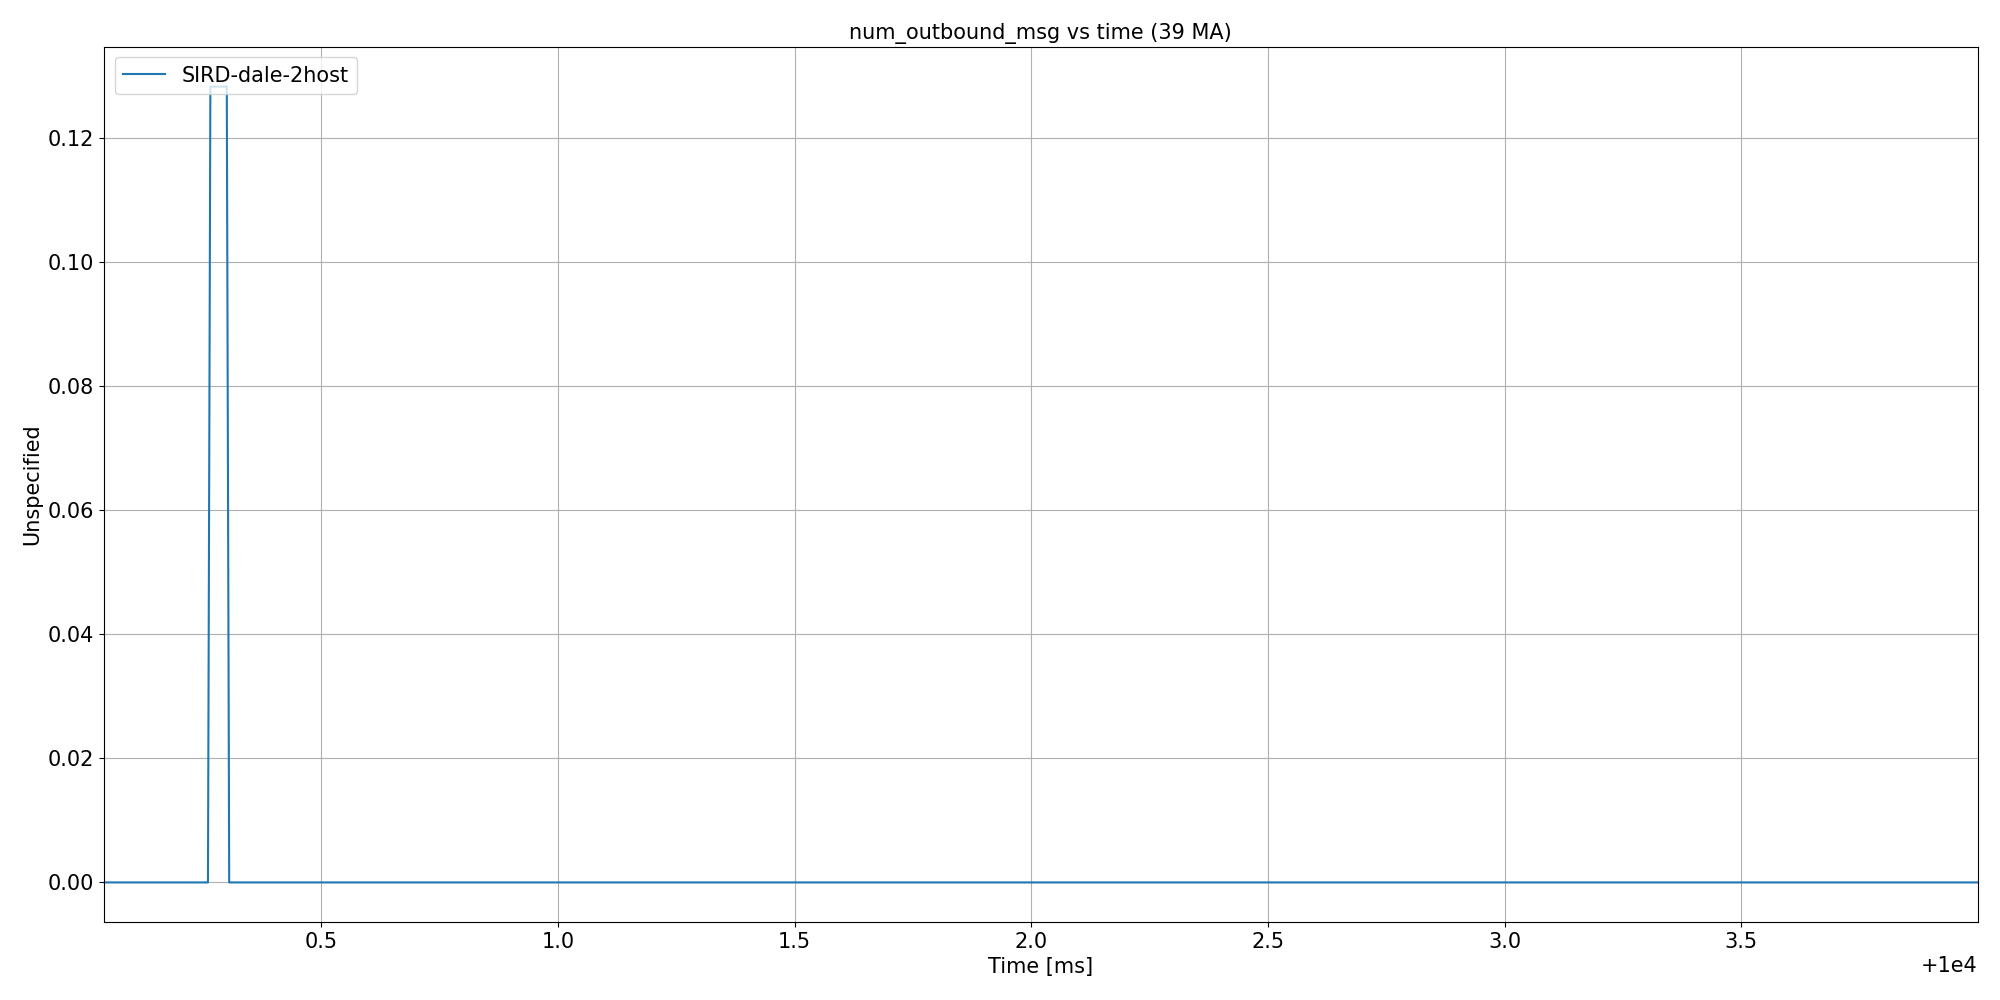 num_outbound_msg vs time (39 MA)
SIRD-dale-2host
0.12
0.10
0.08
0.06
0.04
0.02
0.00
Unspecified
0.5 1.0 1.5 2.0 2.5 3.0 3.5
Time [ms]
+1e4